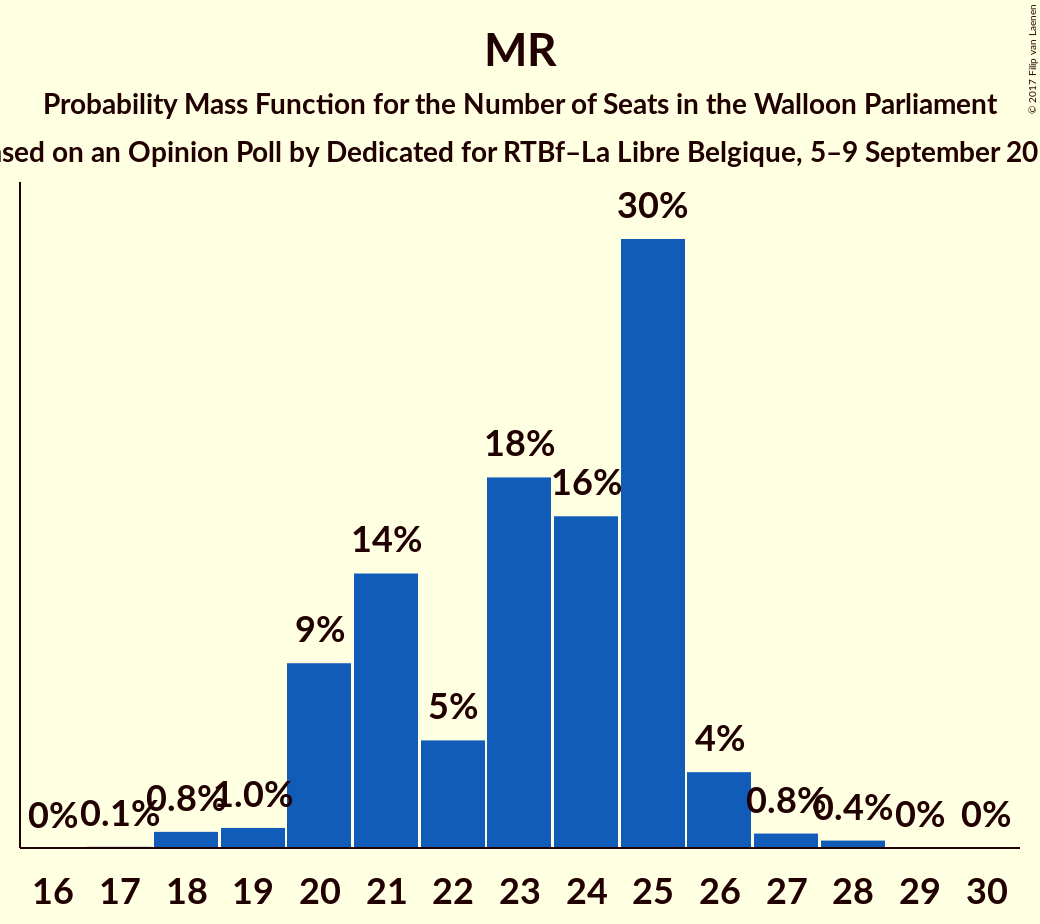 MR
Probability Mass Function for the Number of Seats in the Walloon Parliament
on an Opinion Poll by Dedicated for RTBf–La Libre Belgique, 5–9 September
© 2017 Filip van Laenen
30%
18%
16%
14%
9%
5%
4%
0% 0.1% 0.8% 1.0% 0.8% 0.4% 0% 0%
16 17 18 19 20 21 22 23 24 25 26 27 28 29 30